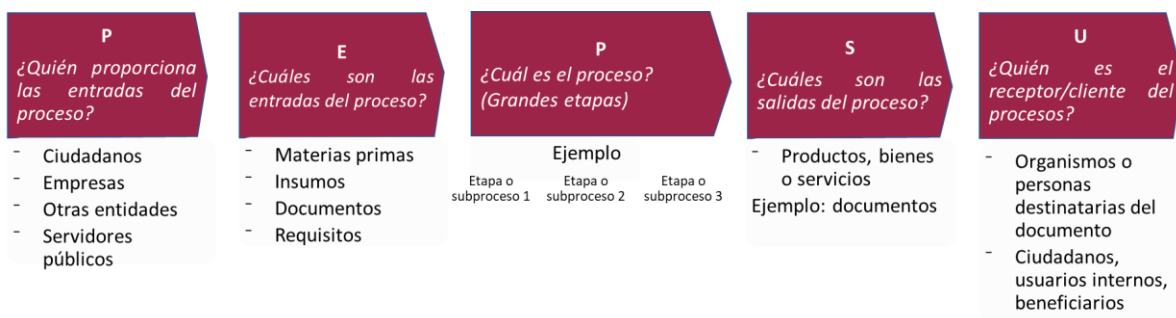 P
¿Quién proporciona
las entradas del
proceso?
- Ciudadanos
- Empresas
- Otras entidades
- Servidores
públicos
E
¿Cuáles son las
entradas del proceso?
- Materias primas
- Insumos
- Documentos
- Requisitos
P
¿Cuál es el proceso?
(Grandes etapas)
Ejemplo
Etapa o
subproceso 1
Etapa o
subproceso 2
Etapa o
subproceso 3
S
¿Cuáles son las
salidas del proceso?
- Productos, bienes
o servicios
Ejemplo: documentos
U
¿Quién es el
receptor/cliente del
procesos?
- Organismos o
personas
destinatarias del
documento
- Ciudadanos,
usuarios internos,
beneficiarios